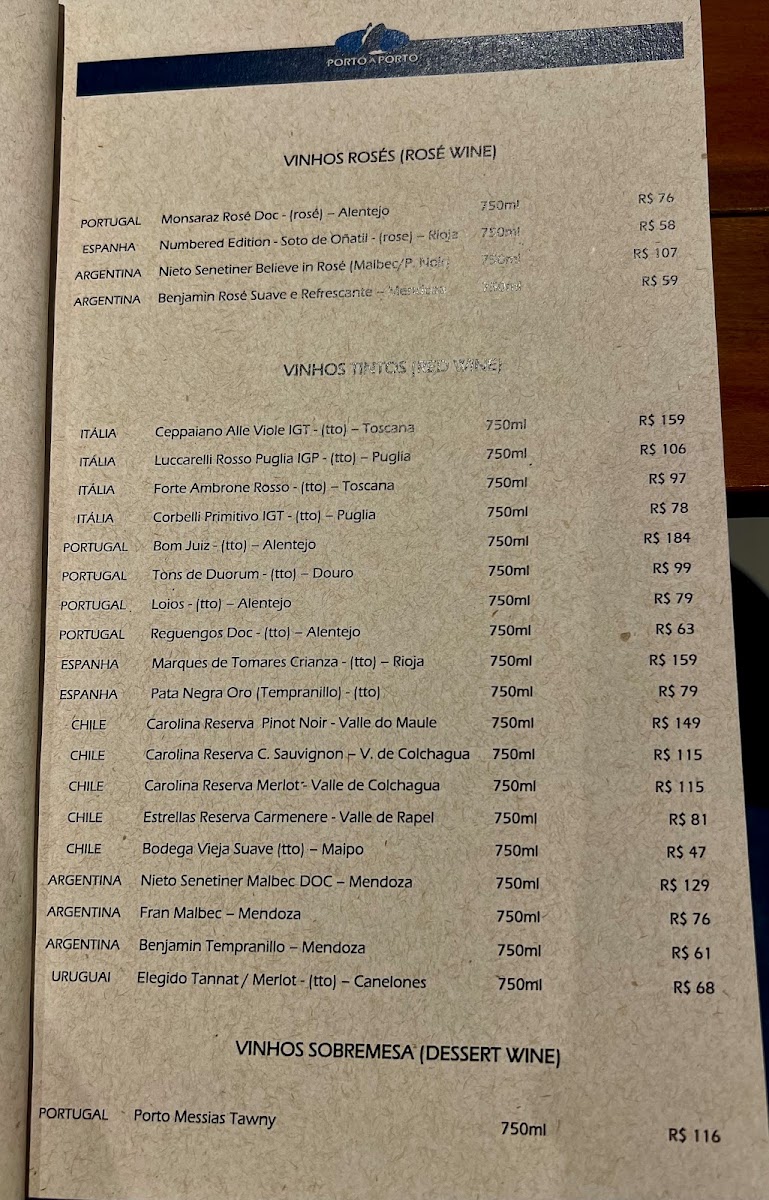 PORTO A PORTO
VINHOS ROSÉS (ROSÉ WINE)
PORTUGAL Monsaraz Rosé Doc - (rosé) – Alentejo 750ml R$ 76
ESPANHA Numbered Edition - Soto de Oñatil - (rose) – Rioja 750ml R$ 58
ARGENTINA Nieto Senetiner Believe in Rosé (Malbec/P. Noir) 750ml R$ 107
ARGENTINA Benjamin Rosé Suave e Refrescante – Mendoza 750ml R$ 59
VINHOS TINTOS (RED WINE)
ITÁLIA Ceppaiano Alle Viole IGT - (tto) – Toscana 750ml R$ 159
ITÁLIA Luccarelli Rosso Puglia IGP - (tto) – Puglia 750ml R$ 106
ITÁLIA Forte Ambrone Rosso - (tto) – Toscana 750ml R$ 97
ITÁLIA Corbelli Primitivo IGT - (tto) – Puglia 750ml R$ 78
PORTUGAL Bom Juiz - (tto) – Alentejo 750ml R$ 184
PORTUGAL Tons de Duorum - (tto) – Douro 750ml R$ 99
PORTUGAL Loios - (tto) – Alentejo 750ml R$ 79
PORTUGAL Reguengos Doc - (tto) – Alentejo 750ml R$ 63
ESPANHA Marques de Tomares Crianza - (tto) – Rioja 750ml R$ 159
ESPANHA Pata Negra Oro (Tempranillo) - (tto) 750ml R$ 79
CHILE Carolina Reserva Pinot Noir - Valle do Maule 750ml R$ 149
CHILE Carolina Reserva C. Sauvignon – V. de Colchagua 750ml R$ 115
CHILE Carolina Reserva Merlot - Valle de Colchagua 750ml R$ 115
CHILE Estrellas Reserva Carmenere - Valle de Rapel 750ml R$ 81
CHILE Bodega Vieja Suave (tto) – Maipo 750ml R$ 47
ARGENTINA Nieto Senetiner Malbec DOC – Mendoza 750ml R$ 129
ARGENTINA Fran Malbec – Mendoza 750ml R$ 76
ARGENTINA Benjamin Tempranillo – Mendoza 750ml R$ 61
URUGUAI Elegido Tannat / Merlot - (tto) – Canelones 750ml R$ 68
VINHOS SOBREMESA (DESSERT WINE)
PORTUGAL Porto Messias Tawny 750ml R$ 116